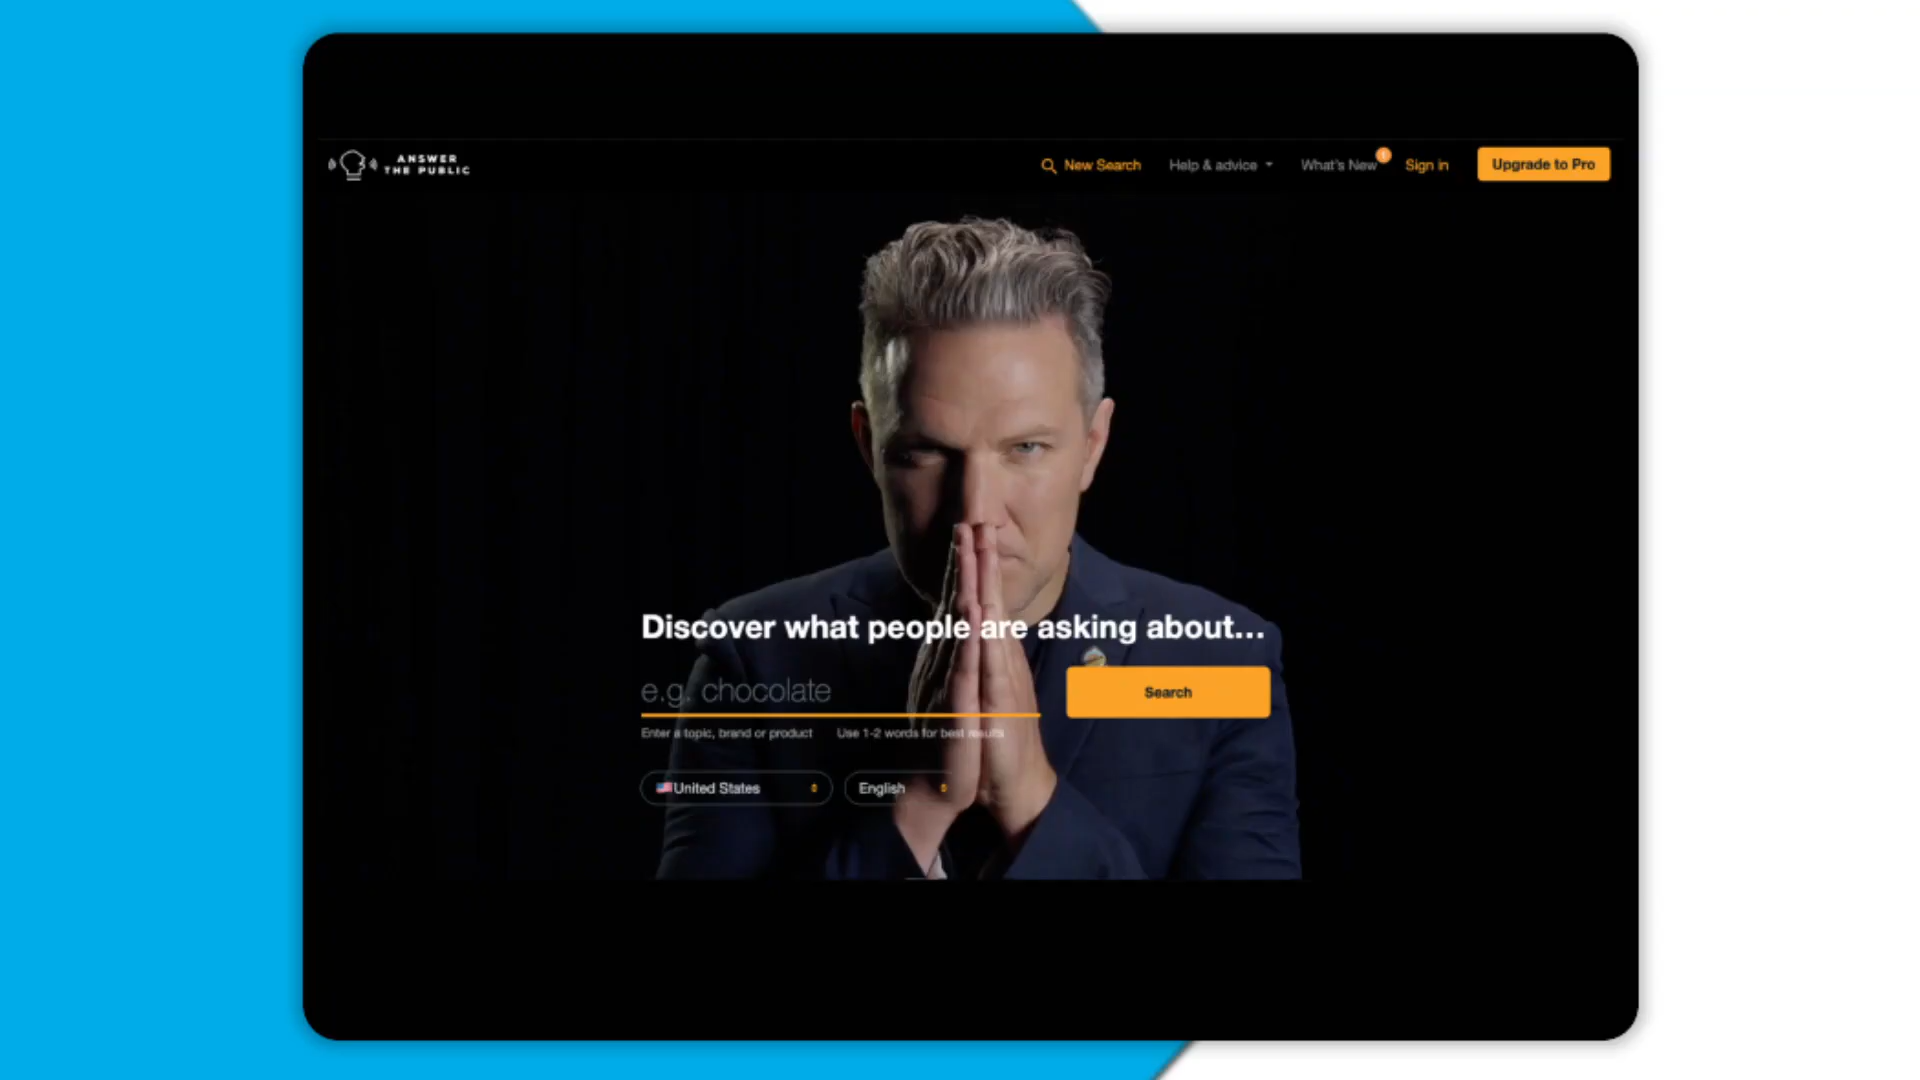 ANSWER
THE PUBLIC
New Search
Help & advice
What's New
1
Sign in
Upgrade to Pro
Discover what people are asking about...
e.g. chocolate
Search
Enter a topic, brand or product
Use 1-2 words for best results
United States
English